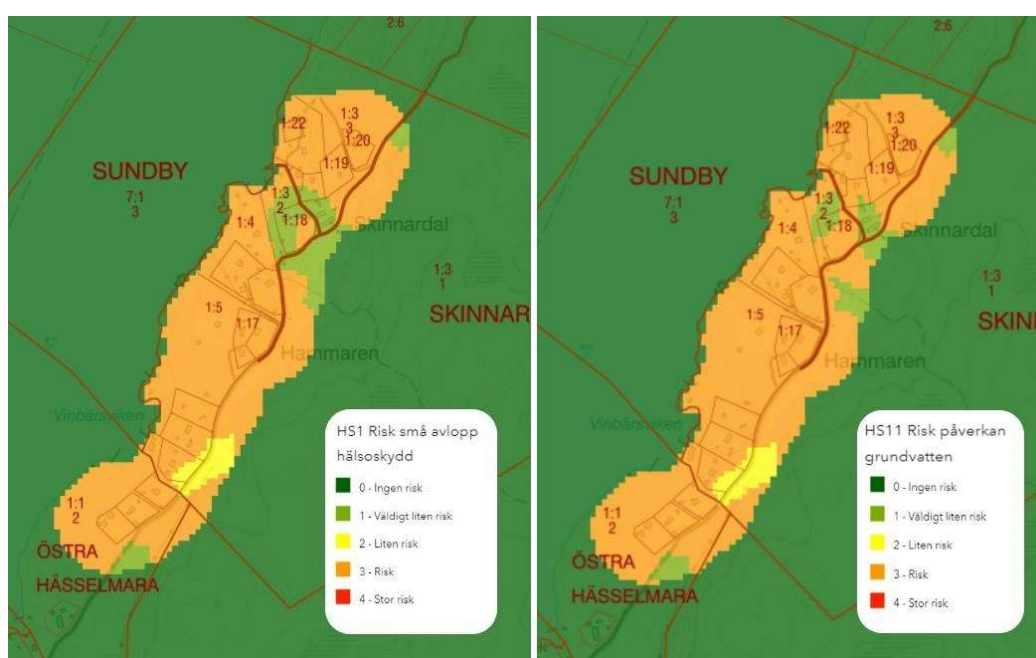 2:6
1:22
1:3
3
1:20
1:19
SUNDBY
7:1
3
1:3
2
1:18
1:4
Skinnardal
1:3
1
SKINNAR
1:5
1:17
Hammaren
Vinbärsviken
1:1
2
ÖSTRA
HÄSSELMARA
HS1 Risk små avlopp
hälsoskydd
0 - Ingen risk
1 - Väldigt liten risk
2 - Liten risk
3 - Risk
4 - Stor risk
2:6
1:22
1:3
3
1:20
1:19
SUNDBY
7:1
3
1:3
2
1:18
1:4
Skinnardal
1:3
1
SKIN
1:5
1:17
Hammaren
Vinbärsviken
1:1
2
ÖSTRA
HÄSSELMARA
HS11 Risk påverkan
grundvatten
0 - Ingen risk
1 - Väldigt liten risk
2 - Liten risk
3 - Risk
4 - Stor risk